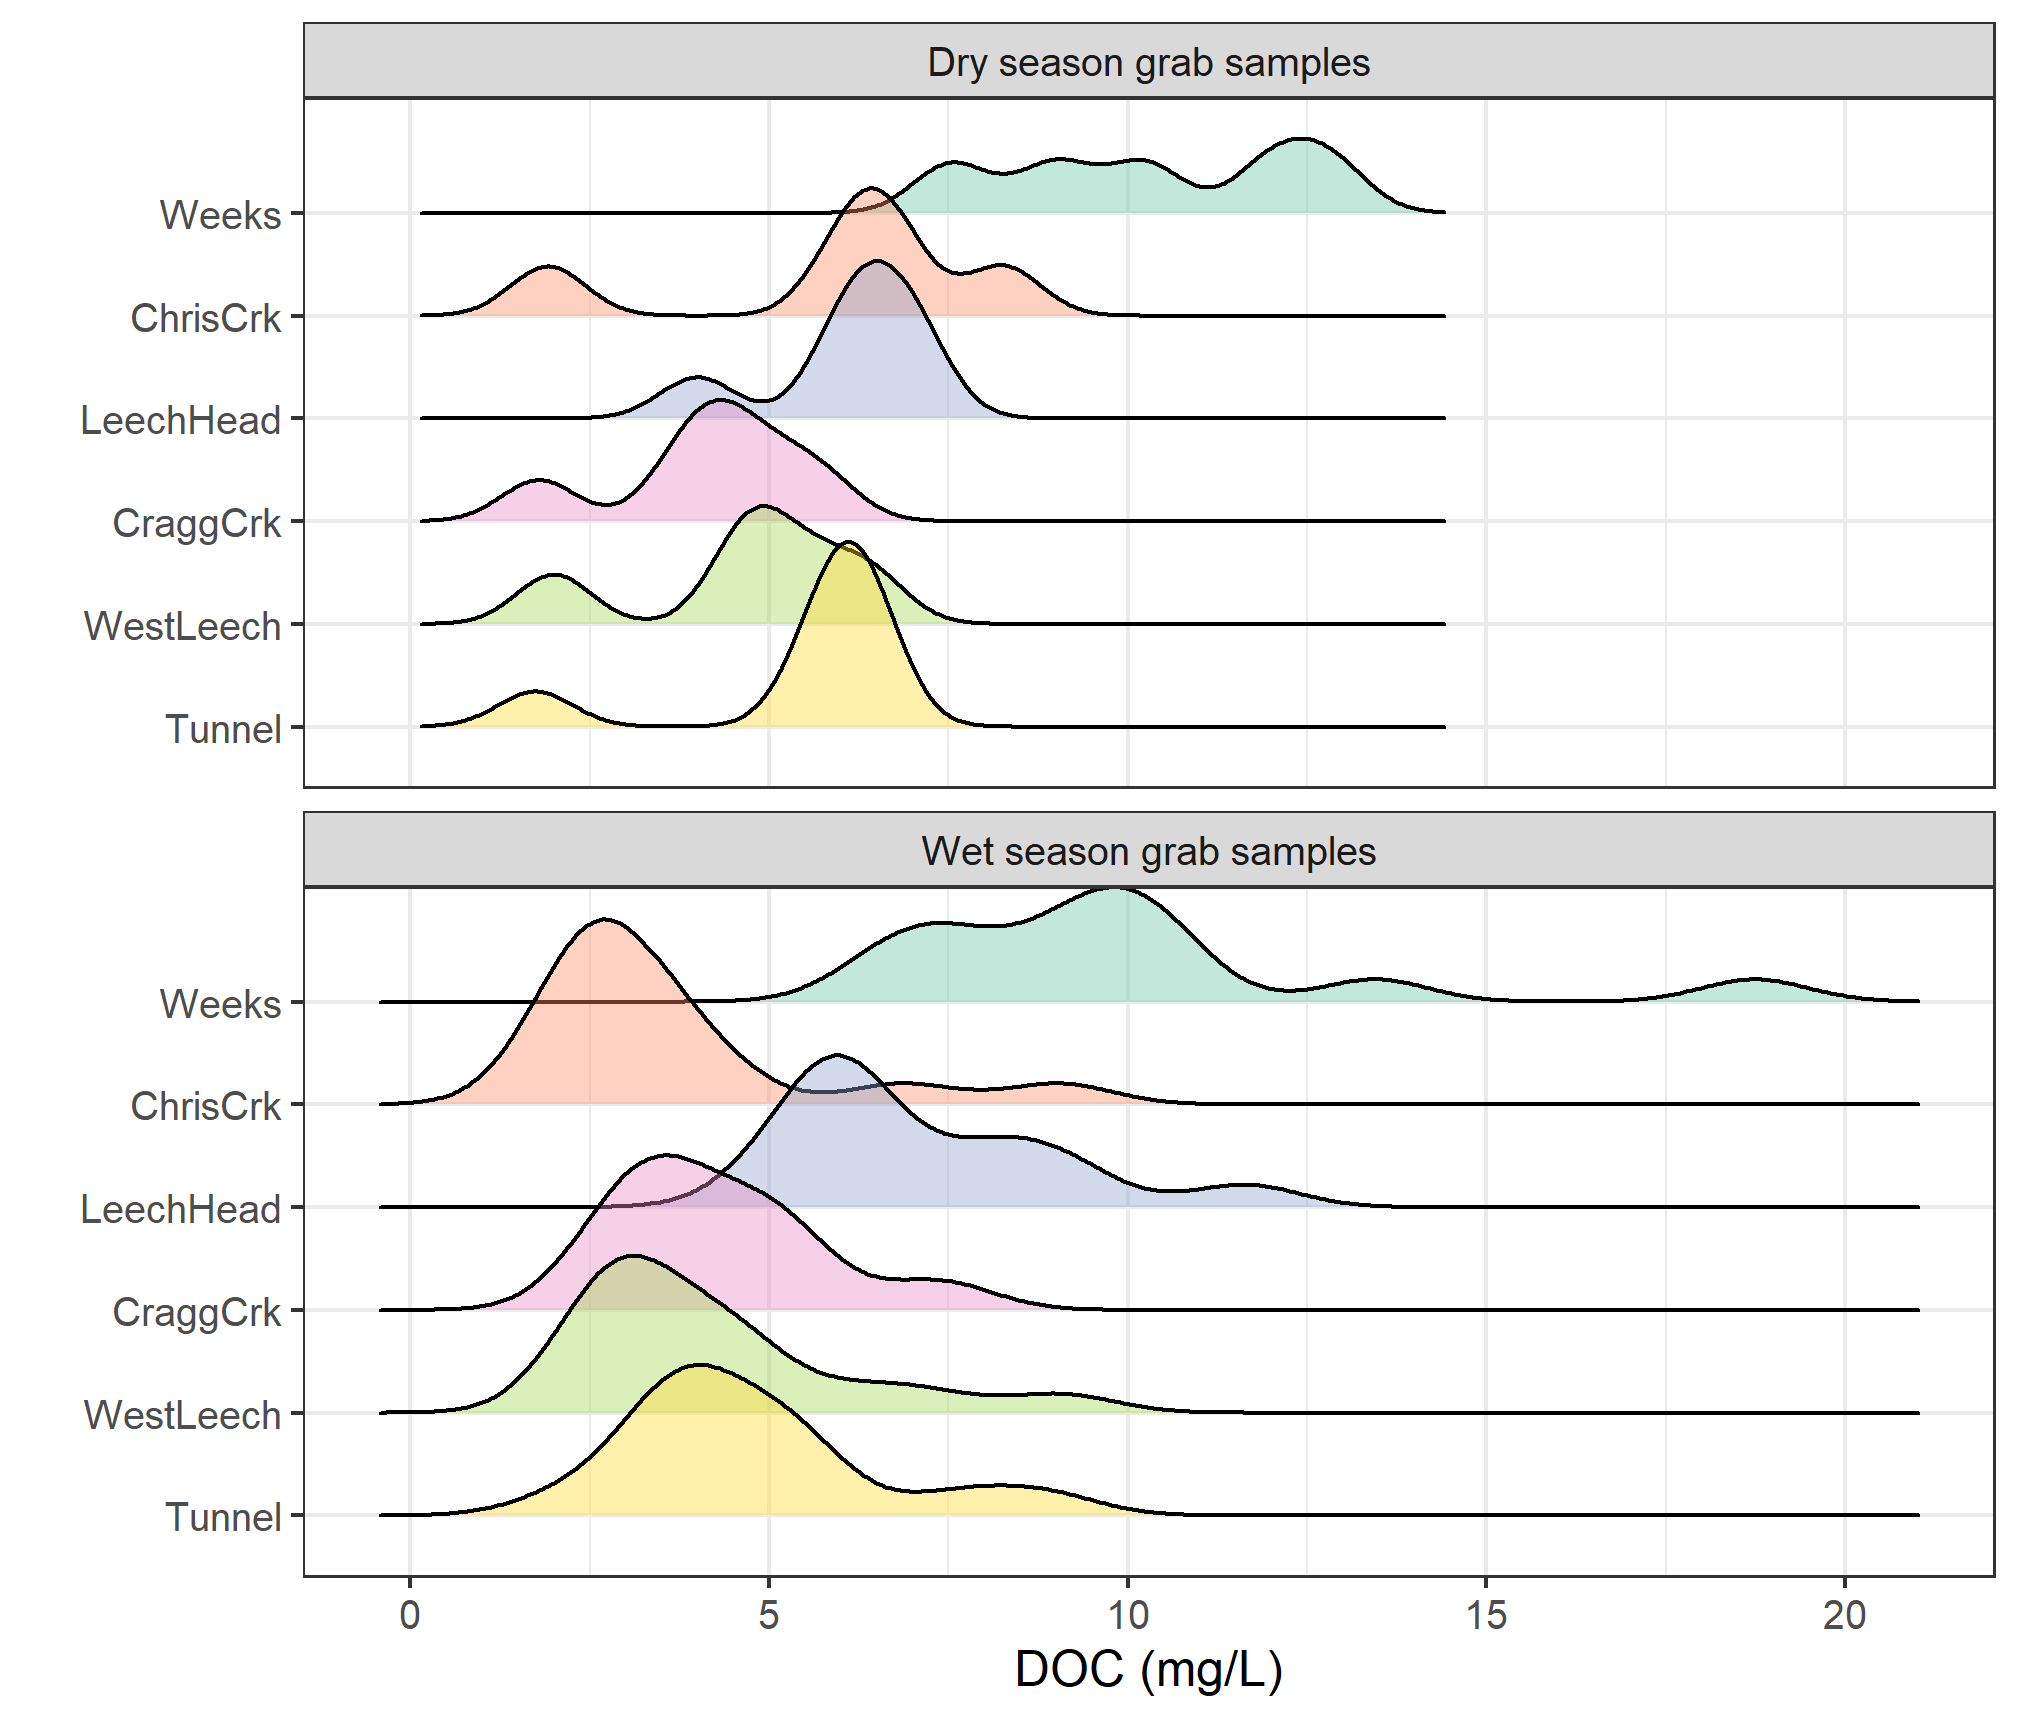 Dry season grab samples
Weeks
ChrisCrk
LeechHead
CraggCrk
WestLeech
Tunnel
Wet season grab samples
Weeks
ChrisCrk
LeechHead
CraggCrk
WestLeech
Tunnel
0 5 10 15 20
DOC (mg/L)